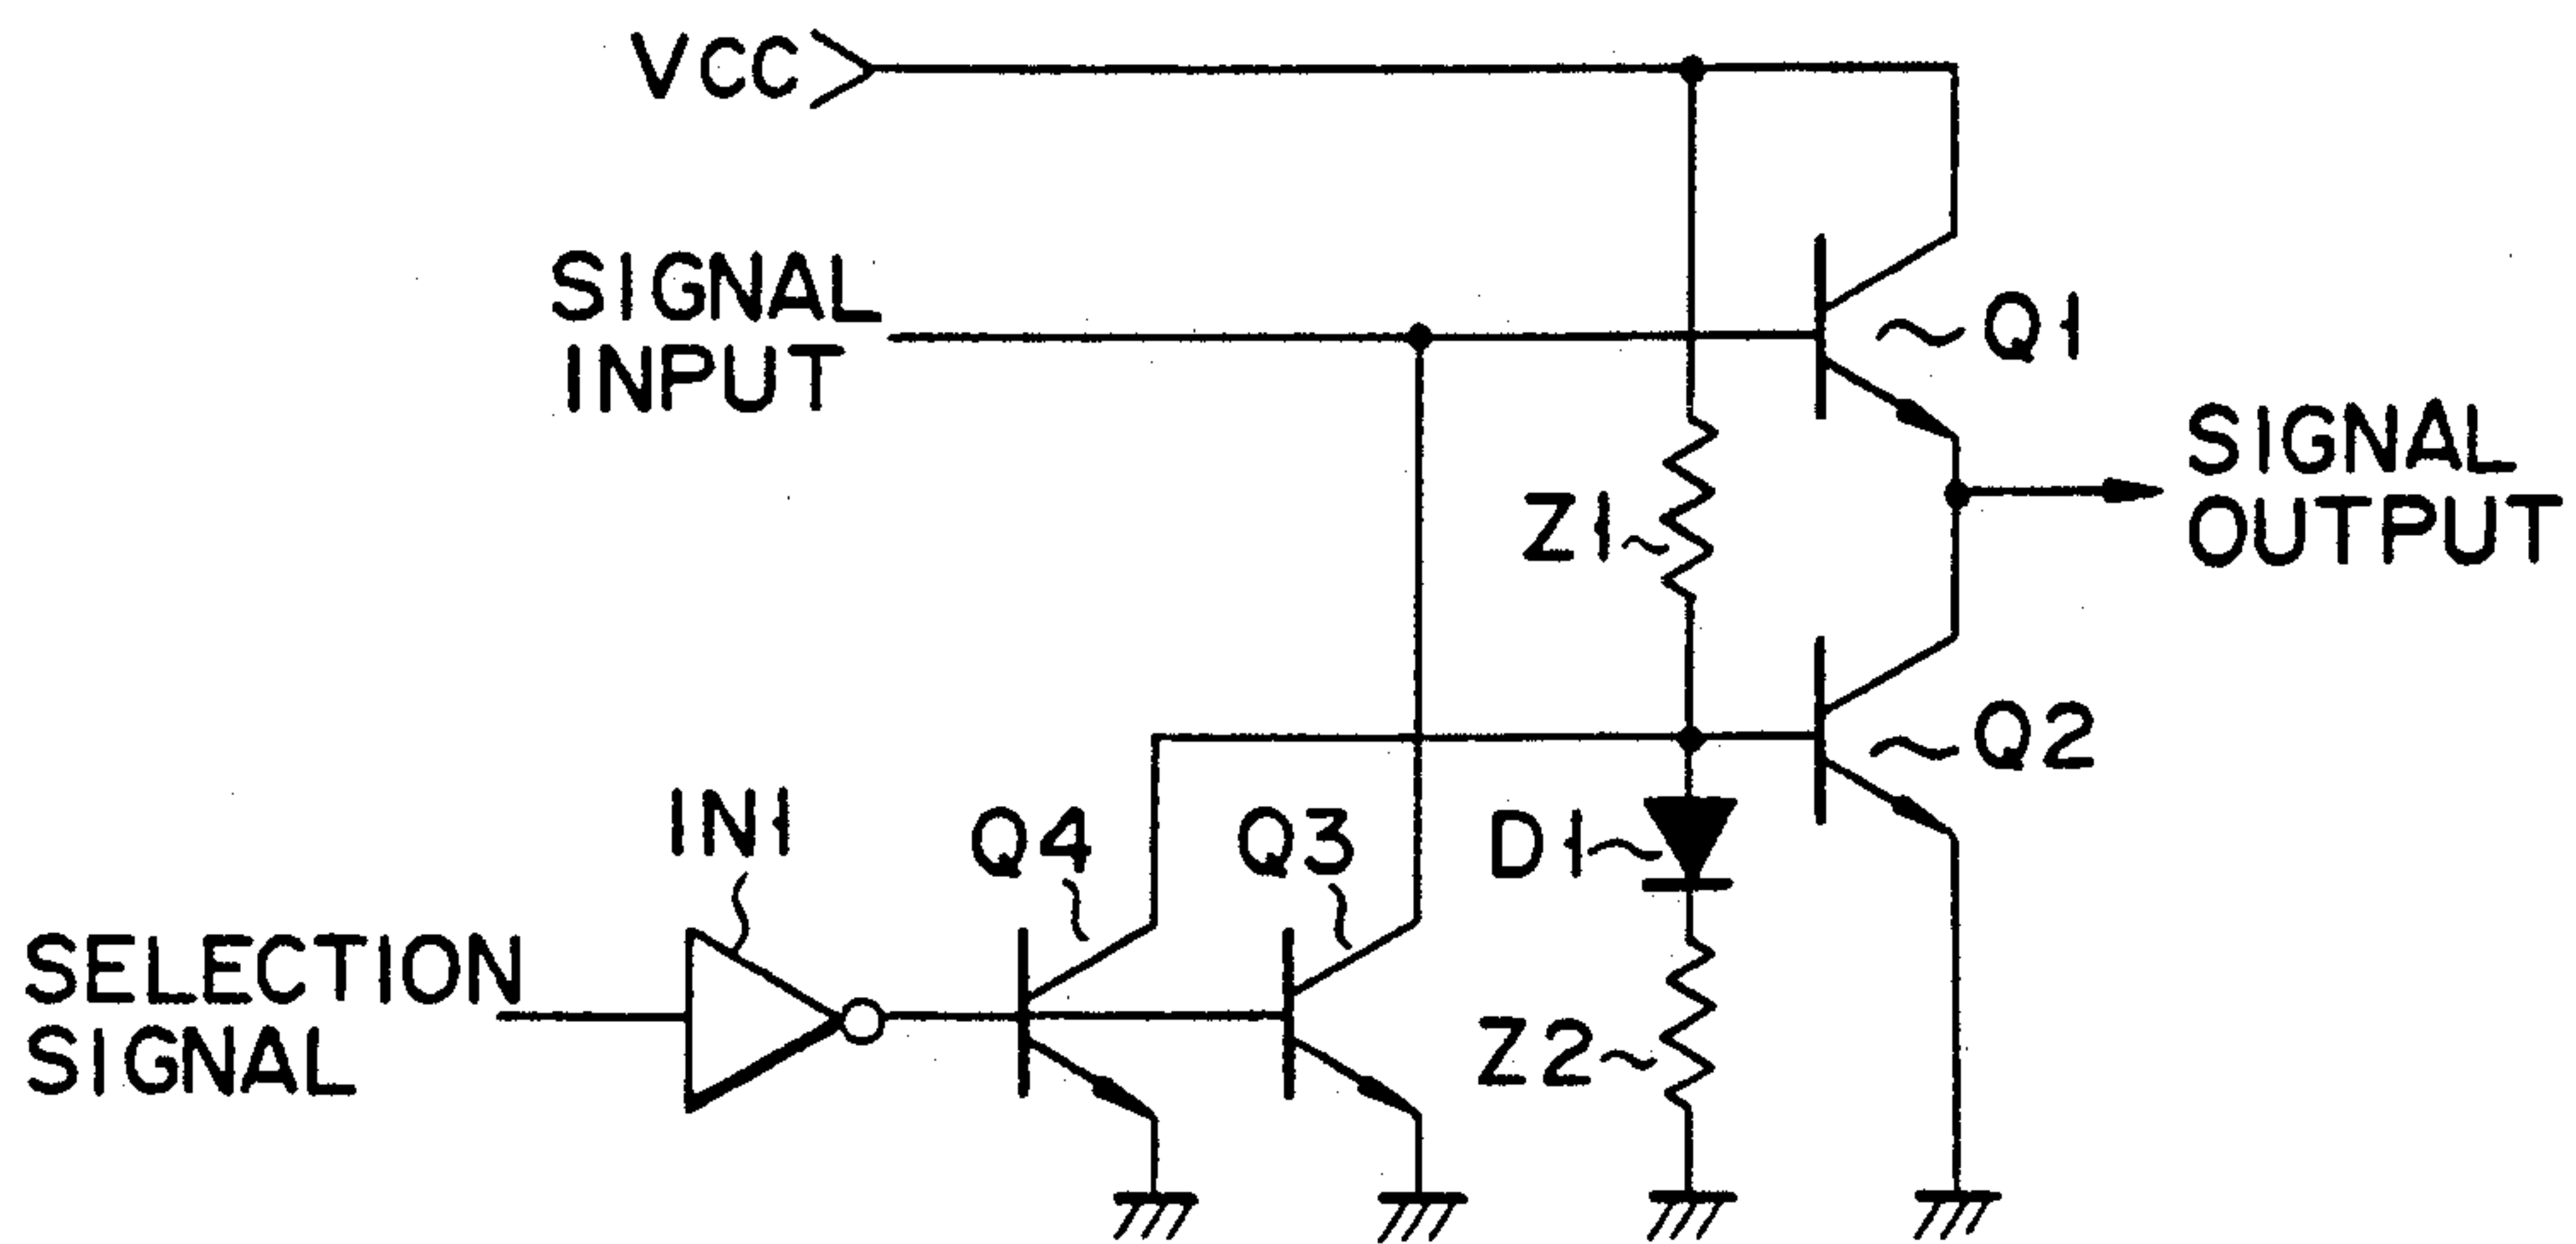 VCC
SIGNAL
INPUT
Q1
SIGNAL
OUTPUT
Z1
Q2
IN1
Q4
Q3
D1
SELECTION
SIGNAL
Z2